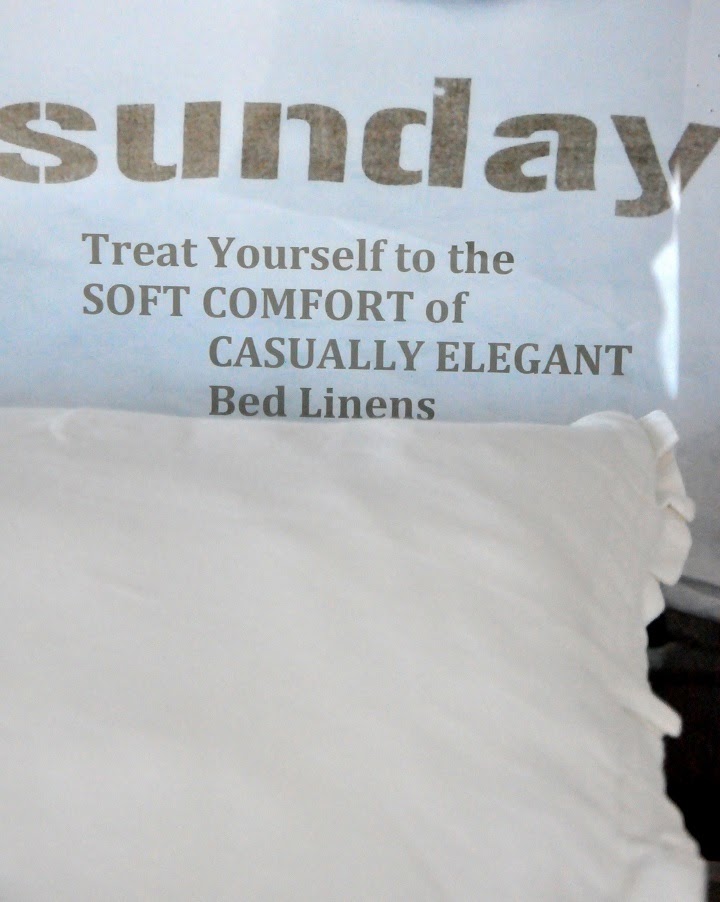 sunday
Treat Yourself to the
SOFT COMFORT of
CASUALLY ELEGANT
Bed Linens